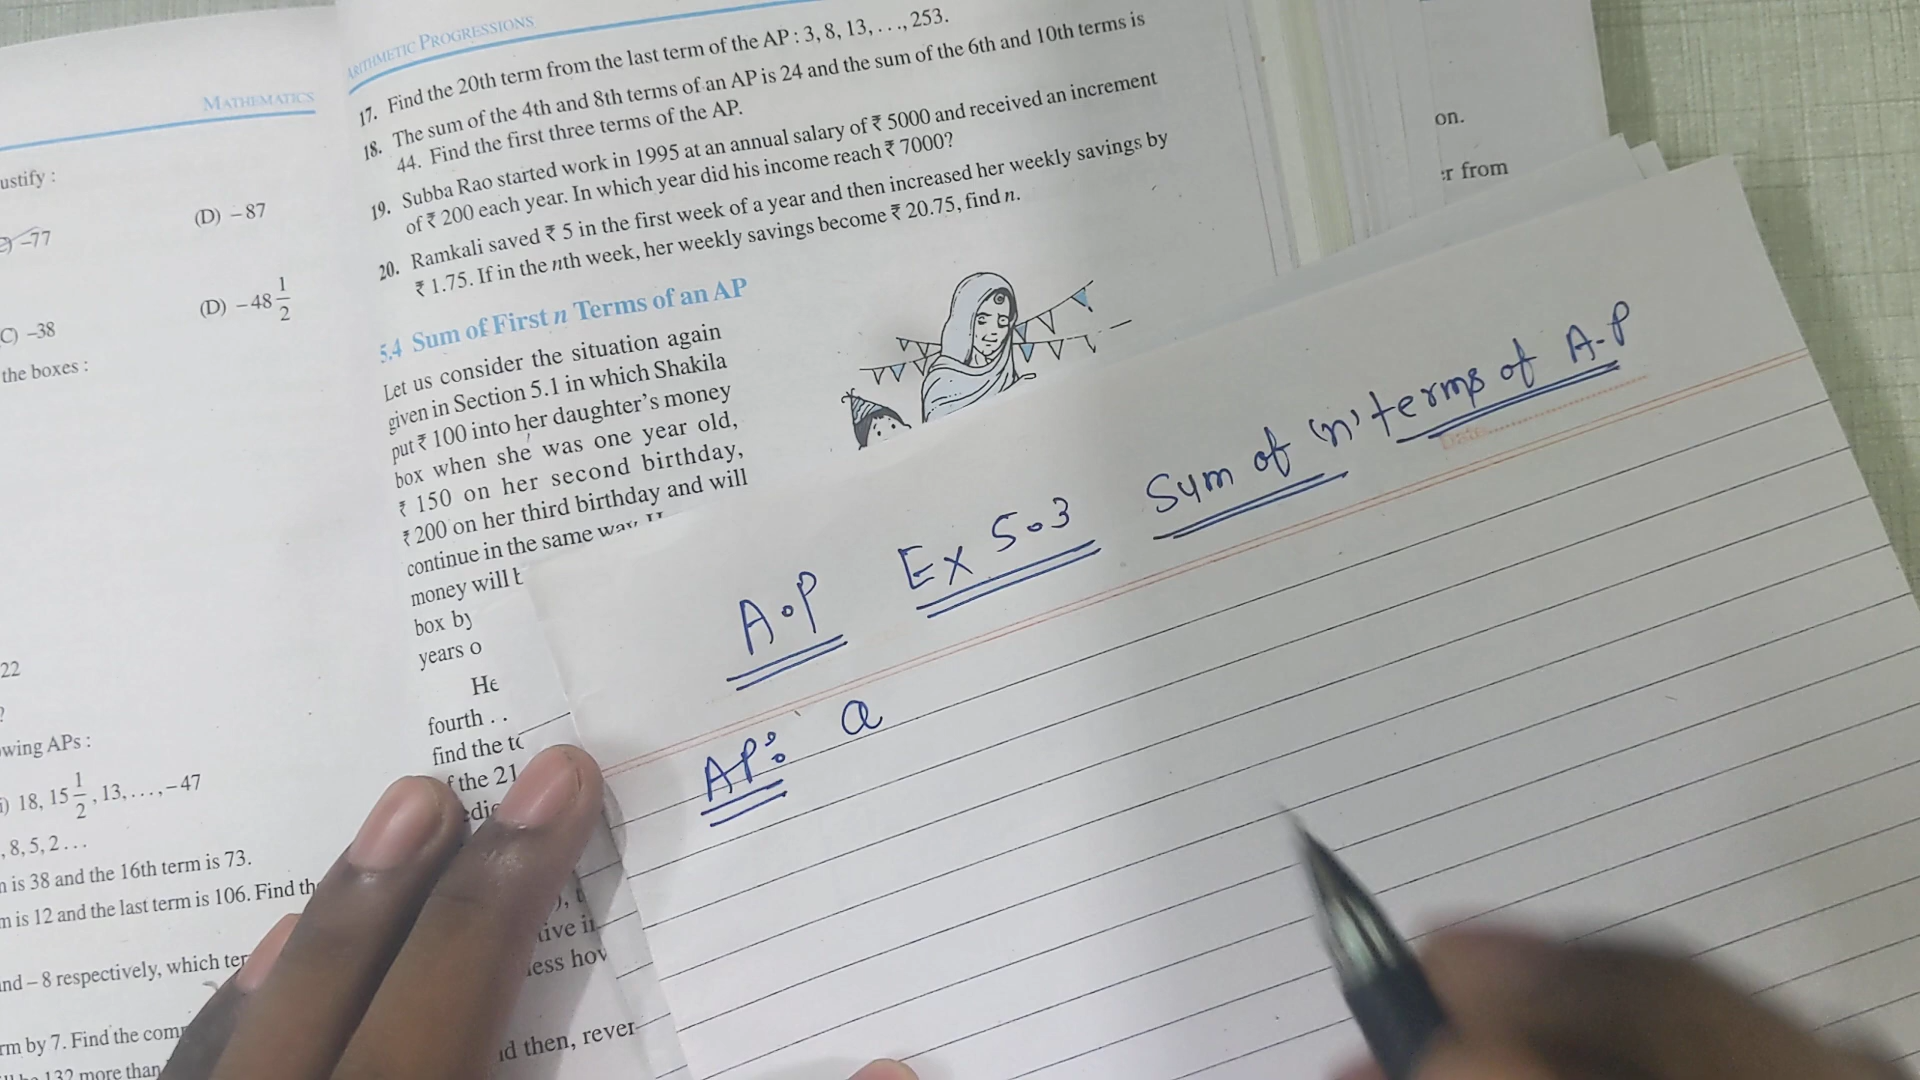 MATHEMATICS
ustify :
(D) –87
–77
(D) –48 1/2
C) –38
the boxes :
22
?
wing APs :
i) 18, 15 1/2, 13, . . . , –47
, 8, 5, 2 . . .
is 38 and the 16th term is 73.
m is 12 and the last term is 106. Find th
nd – 8 respectively, which ter
rm by 7. Find the com
132 more than
ARITHMETIC PROGRESSIONS
17. Find the 20th term from the last term of the AP : 3, 8, 13, . . ., 253.
18. The sum of the 4th and 8th terms of an AP is 24 and the sum of the 6th and 10th terms is
44. Find the first three terms of the AP.
19. Subba Rao started work in 1995 at an annual salary of ₹ 5000 and received an increment
of ₹ 200 each year. In which year did his income reach ₹ 7000?
20. Ramkali saved ₹ 5 in the first week of a year and then increased her weekly savings by
₹ 1.75. If in the nth week, her weekly savings become ₹ 20.75, find n.
5.4 Sum of First n Terms of an AP
Let us consider the situation again
given in Section 5.1 in which Shakila
put ₹ 100 into her daughter's money
box when she was one year old,
₹ 150 on her second birthday,
₹ 200 on her third birthday and will
continue in the same way.
money will b
box by
years o
He
fourth . .
find the to
f the 21
edic
tive in
less how
d then, rever
on.
r from
A.P Ex 5.3 Sum of 'n' terms of A.P
Date
AP: a